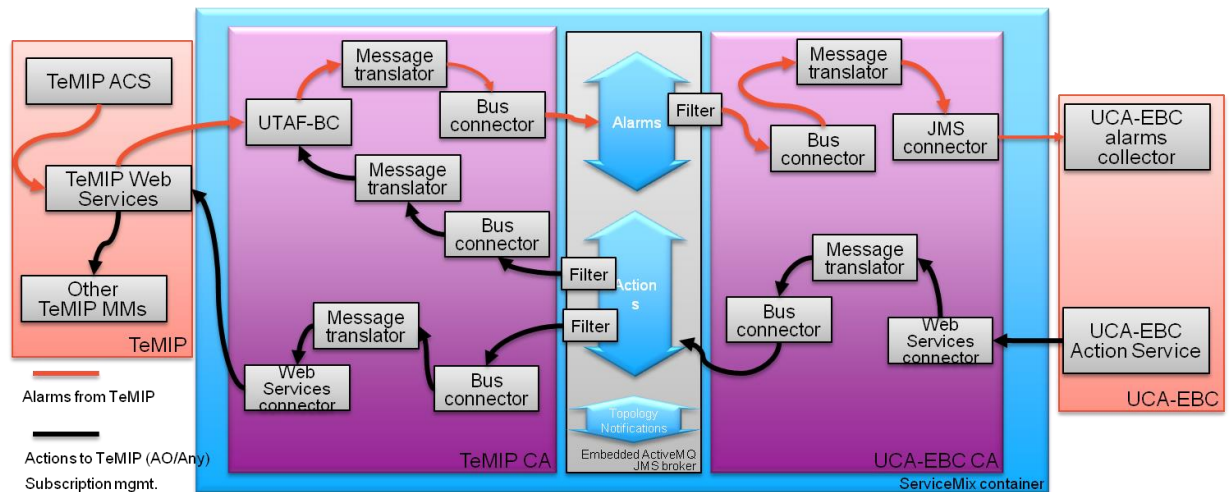 TeMIP ACS
TeMIP Web
Services
Other
TeMIP MMs
TeMIP
Alarms from TeMIP
Actions to TeMIP (AO/Any)
Subscription mgmt.
UTAF-BC
Message
translator
Bus
connector
Message
translator
Bus
connector
Message
translator
Web
Services
connector
Bus
connector
TeMIP CA
Alarms
Filter
Filter
Action
s
Filter
Topology
Notifications
Embedded ActiveMQ
JMS broker
Message
translator
Bus
connector
JMS
connector
Message
translator
Bus
connector
Web
Services
connector
UCA-EBC CA
ServiceMix container
UCA-EBC
alarms
collector
UCA-EBC
Action Service
UCA-EBC